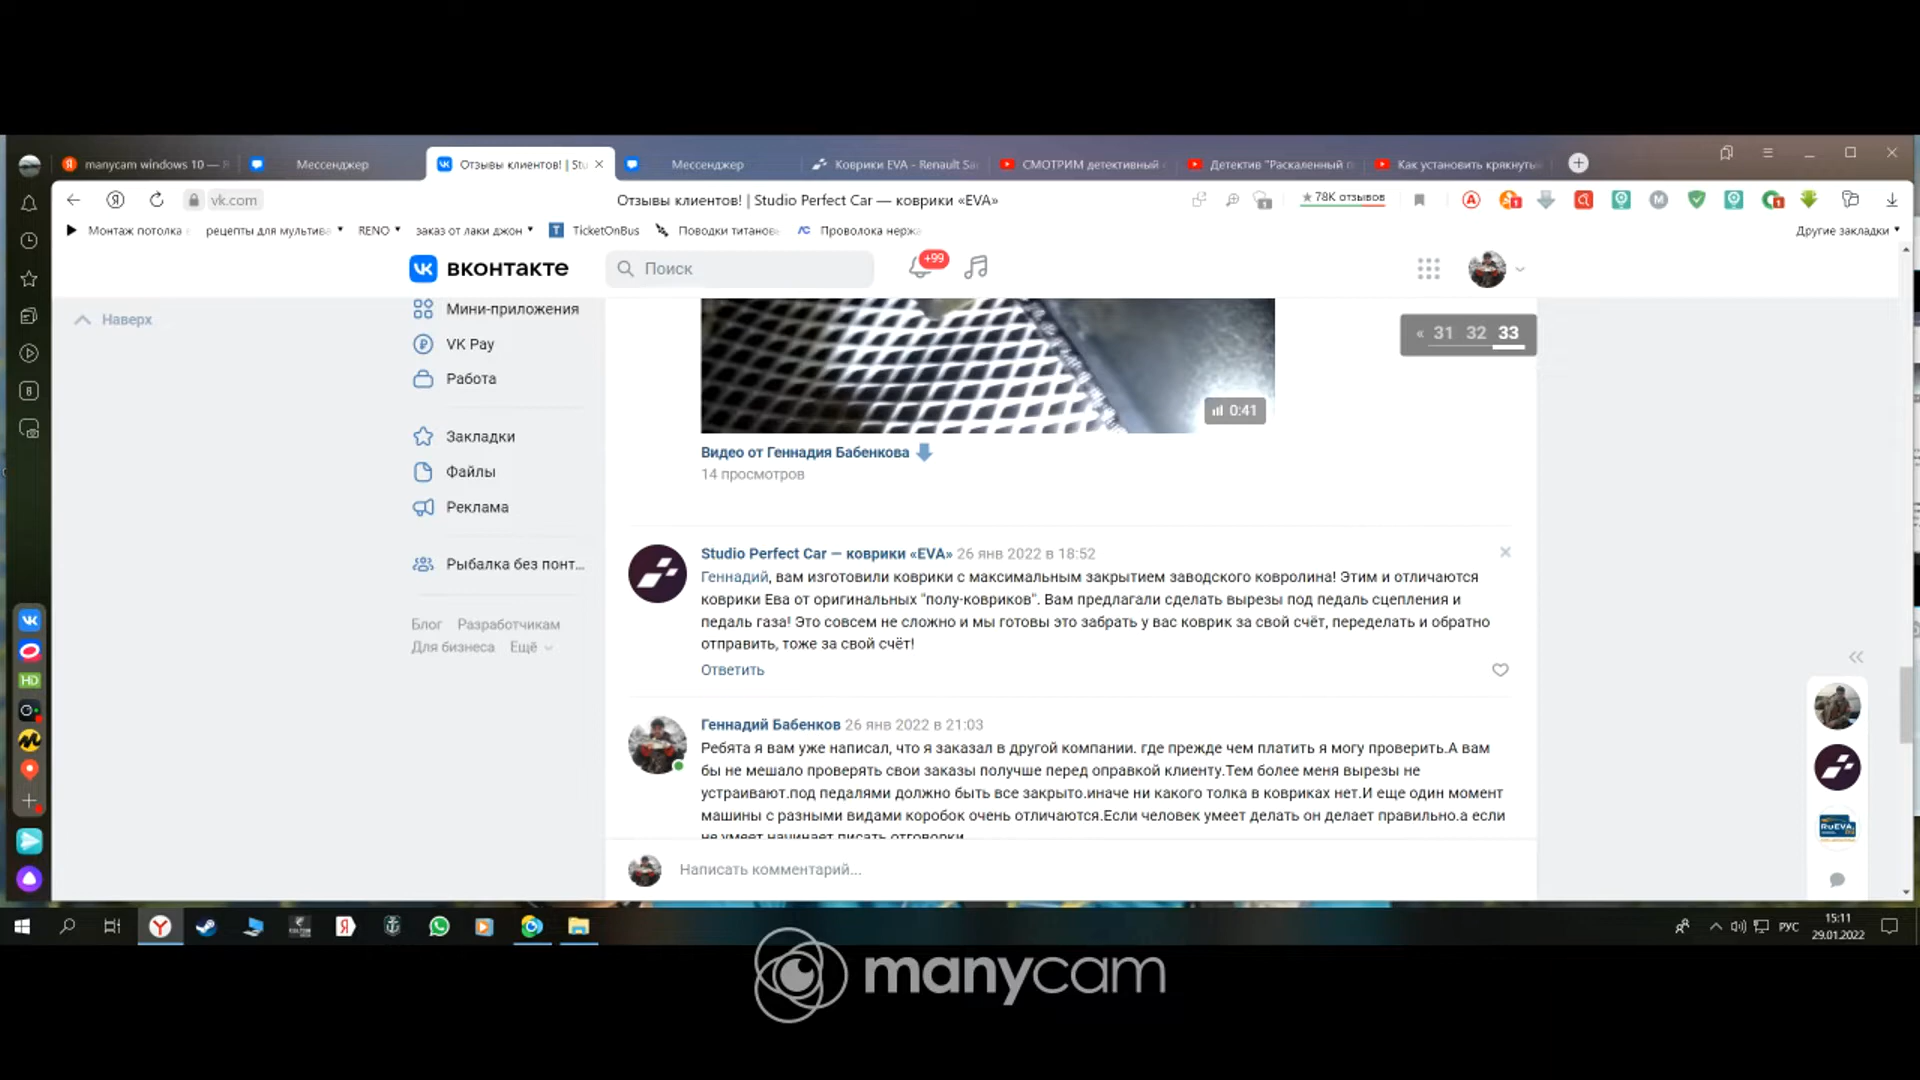 manycam windows 10 —
Мессенджер
Отзывы клиентов! | Stu
Мессенджер
Коврики EVA - Renault Sa
СМОТРИМ детективный
Детектив "Раскаленный
Как установить крякнуть
vk.com
Отзывы клиентов! | Studio Perfect Car — коврики «EVA»
★ 78K отзывов
Монтаж потолка
рецепты для мультива
RENO
заказ от лаки джон
TicketOnBus
Поводки титанов
Проволока нержа
Другие закладки
вконтакте
Поиск
+99
Наверх
Мини-приложения
VK Pay
Работа
Закладки
Файлы
Реклама
Рыбалка без понт...
Блог Разработчикам
Для бизнеса Ещё
« 31 32 33
0:41
Видео от Геннадия Бабенкова
14 просмотров
Studio Perfect Car — коврики «EVA» 26 янв 2022 в 18:52
Геннадий, вам изготовили коврики с максимальным закрытием заводского ковролина! Этим и отличаются
коврики Ева от оригинальных "полу-ковриков". Вам предлагали сделать вырезы под педаль сцепления и
педаль газа! Это совсем не сложно и мы готовы это забрать у вас коврик за свой счёт, переделать и обратно
отправить, тоже за свой счёт!
Ответить
Геннадий Бабенков 26 янв 2022 в 21:03
Ребята я вам уже написал, что я заказал в другой компании. где прежде чем платить я могу проверить.А вам
бы не мешало проверять свои заказы получше перед оправкой клиенту.Тем более меня вырезы не
устраивают.под педалями должно быть все закрыто.иначе ни какого толка в ковриках нет.И еще один момент
машины с разными видами коробок очень отличаются.Если человек умеет делать он делает правильно.а если
не умеет начинает писать отговорки
Написать комментарий...
HD
RUEVA
РУС
15:11
29.01.2022
manycam